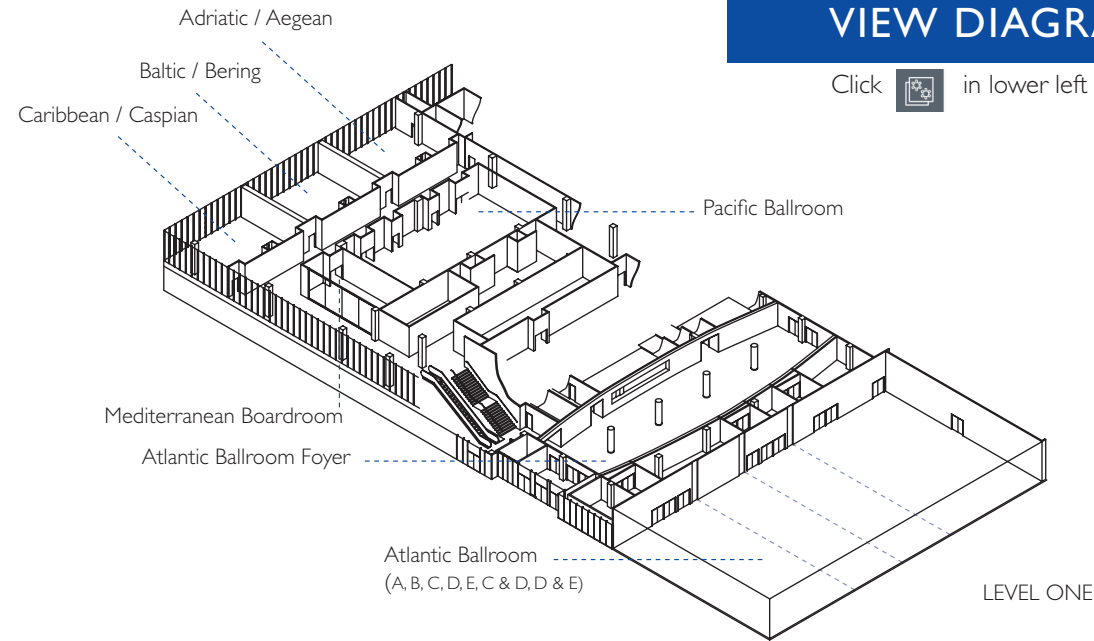 VIEW DIAGRA
Click in lower left
Adriatic / Aegean
Baltic / Bering
Caribbean / Caspian
Pacific Ballroom
Mediterranean Boardroom
Atlantic Ballroom Foyer
Atlantic Ballroom
(A, B, C, D, E, C & D, D & E)
LEVEL ONE